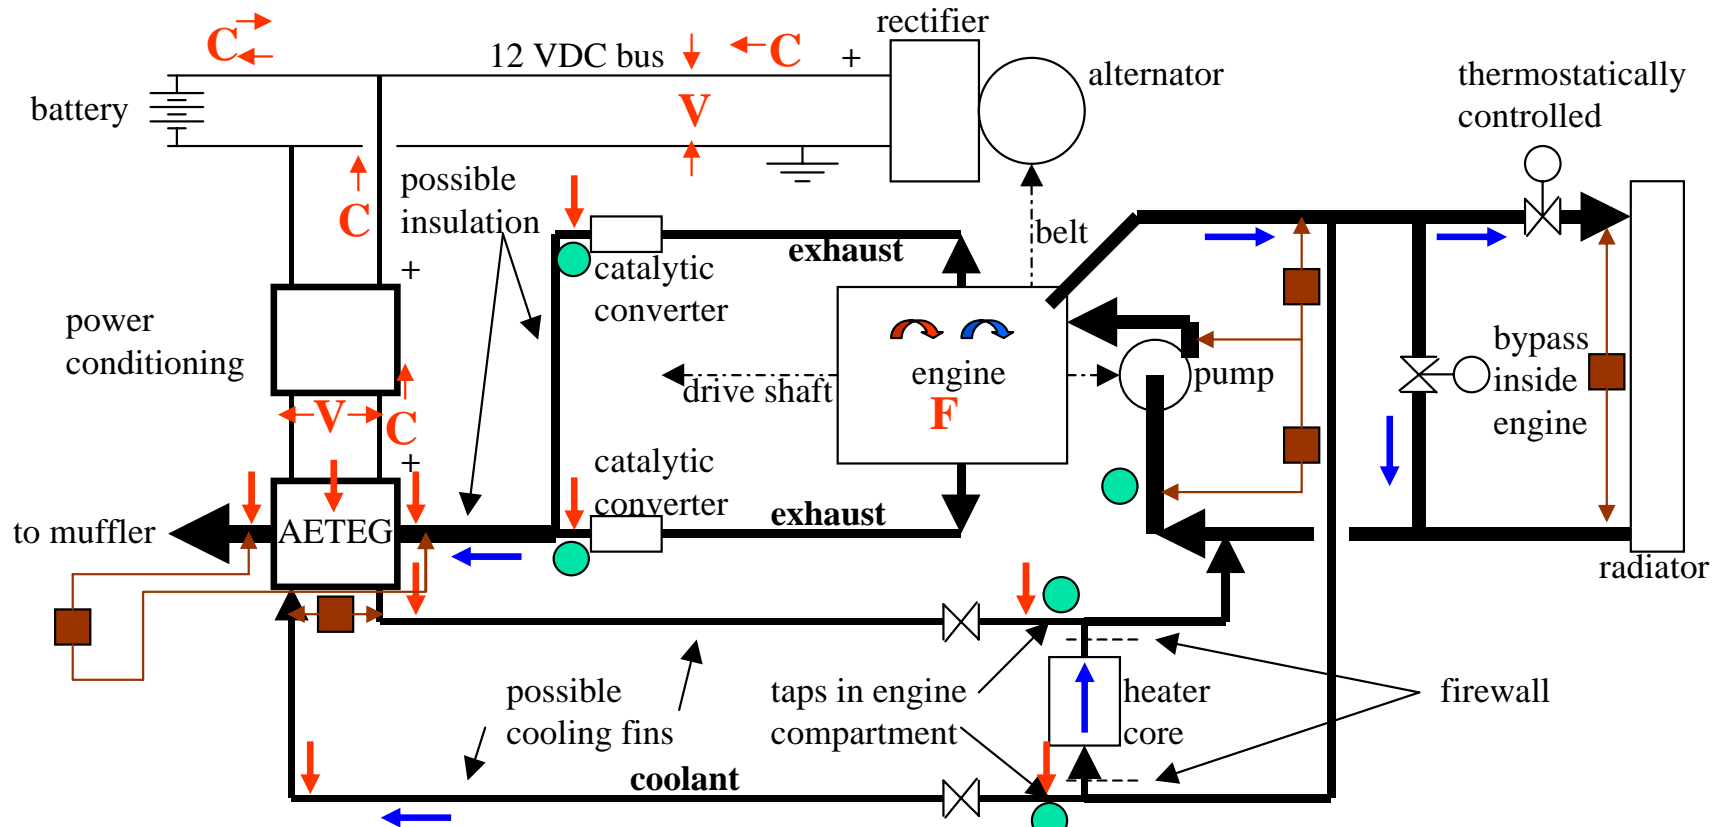 rectifier
C
12 VDC bus
C
+
alternator
thermostatically
controlled
battery
V
possible
insulation
C
belt
exhaust
catalytic
converter
+
power
conditioning
engine
F
drive shaft
pump
bypass
inside
engine
V
C
+
catalytic
converter
exhaust
to muffler
AETEG
radiator
possible
cooling fins
taps in engine
compartment
heater
core
firewall
coolant